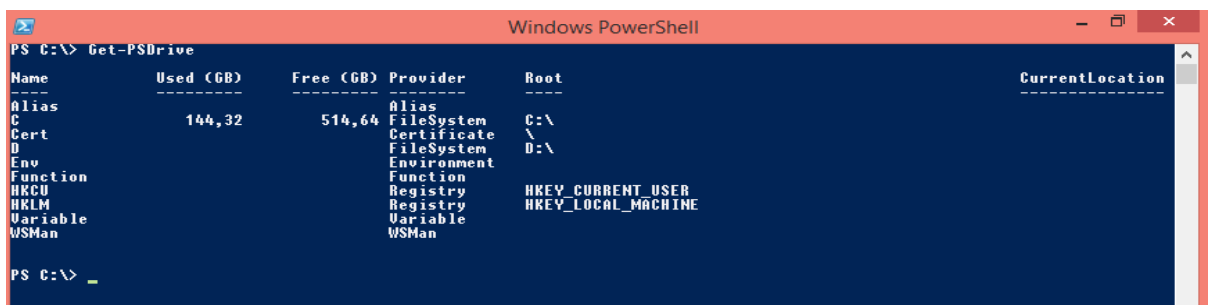 Windows PowerShell
PS C:\> Get-PSDrive
Name Used (GB) Free (GB) Provider Root CurrentLocation
---- --------- --------- -------- ---- ---------------
Alias Alias
C 144,32 514,64 FileSystem C:\
Cert Certificate \
D FileSystem D:\
Env Environment
Function Function
HKCU Registry HKEY_CURRENT_USER
HKLM Registry HKEY_LOCAL_MACHINE
Variable Variable
WSMan WSMan
PS C:\> _